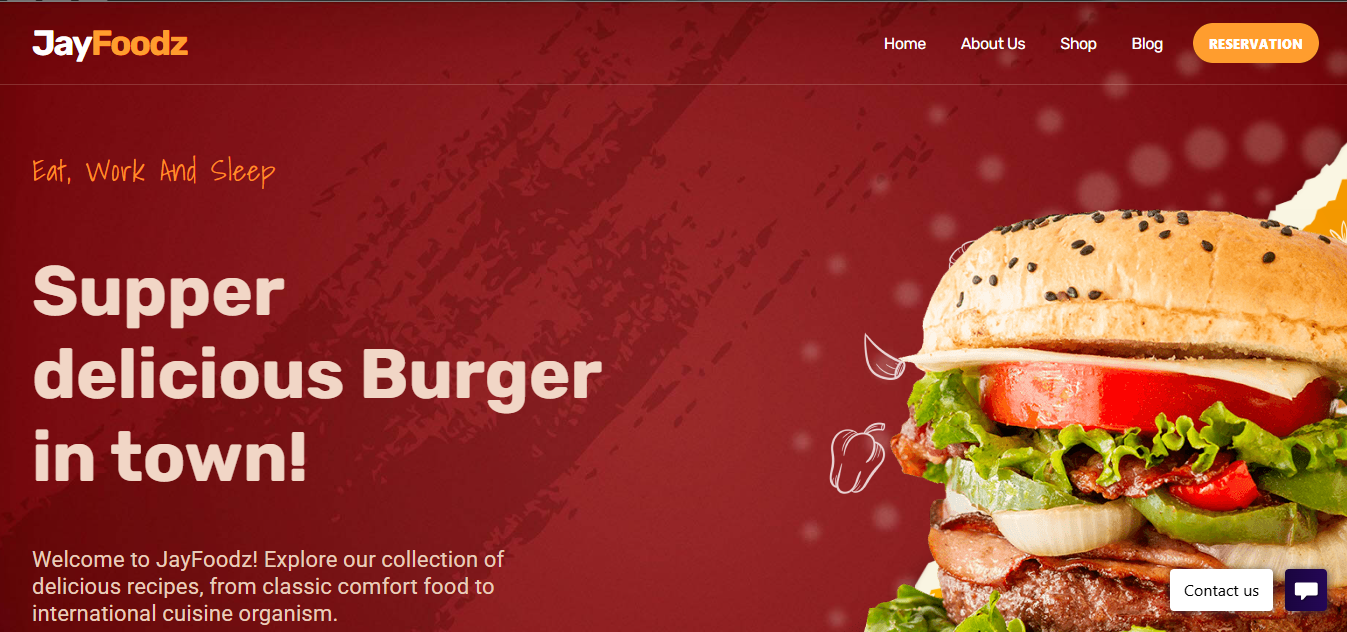 JayFoodz
Home About Us Shop Blog RESERVATION
Eat, Work And Sleep
Supper
delicious Burger
in town!
Welcome to JayFoodz! Explore our collection of
delicious recipes, from classic comfort food to
international cuisine organism.
Contact us